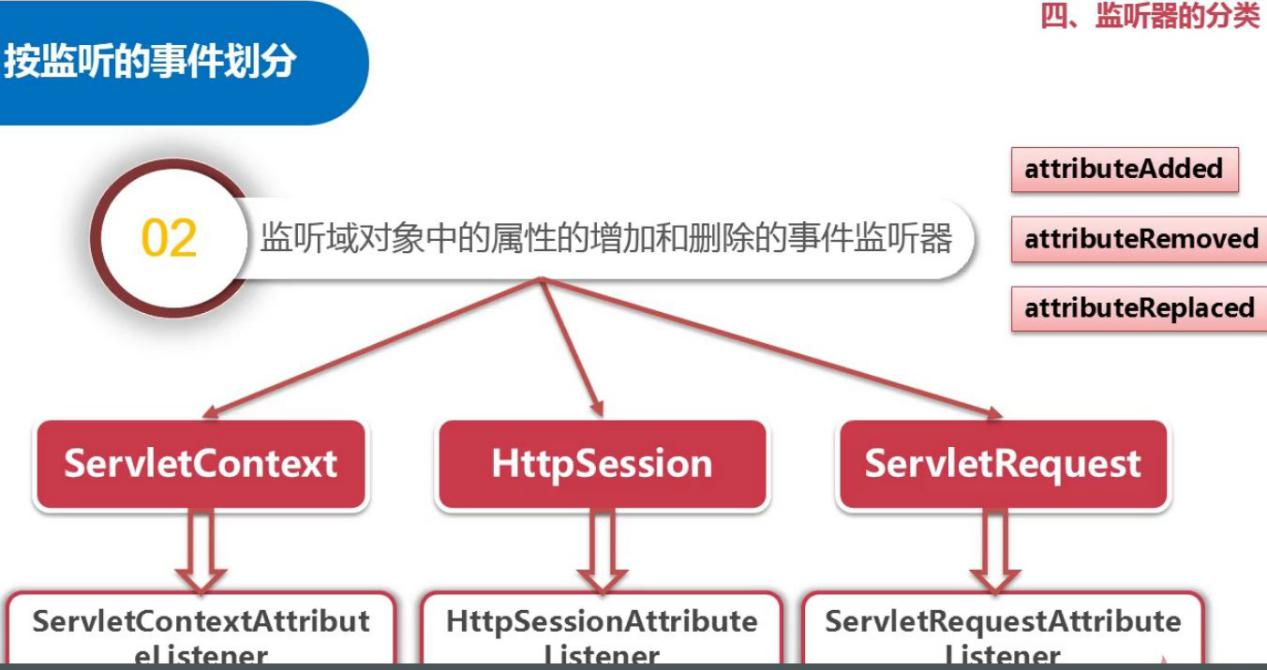 四、监听器的分类
按监听的事件划分
02
监听域对象中的属性的增加和删除的事件监听器
attributeAdded
attributeRemoved
attributeReplaced
ServletContext
HttpSession
ServletRequest
ServletContextAttribut
eListener
HttpSessionAttribute
Listener
ServletRequestAttribute
Listener